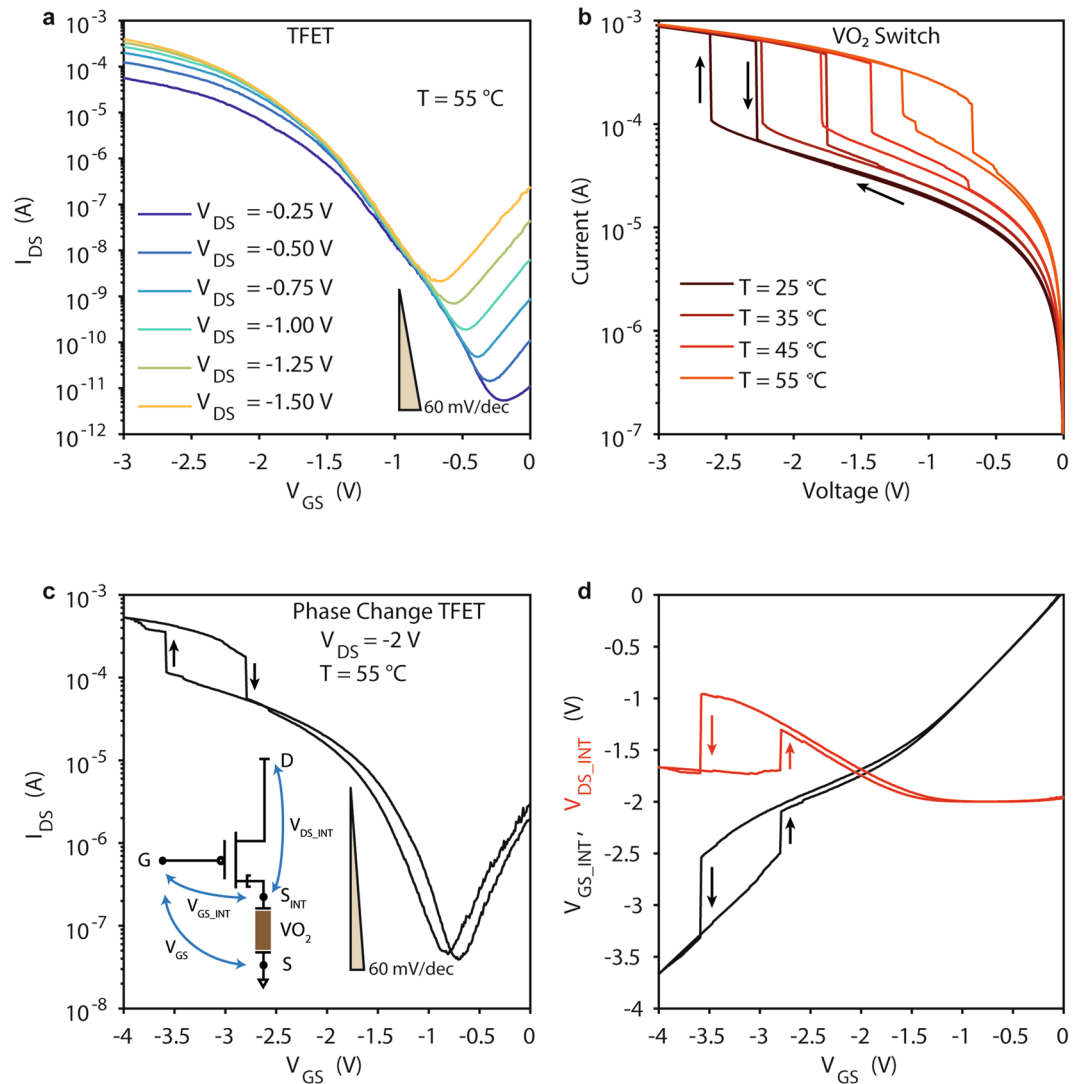 a
TFET
T = 55 °C
10⁻³
10⁻⁴
10⁻⁵
10⁻⁶
10⁻⁷
10⁻⁸
10⁻⁹
10⁻¹⁰
10⁻¹¹
10⁻¹²
I_DS (A)
V_DS = -0.25 V
V_DS = -0.50 V
V_DS = -0.75 V
V_DS = -1.00 V
V_DS = -1.25 V
V_DS = -1.50 V
60 mV/dec
-3 -2.5 -2 -1.5 -1 -0.5 0
V_GS (V)
b
VO₂ Switch
10⁻³
10⁻⁴
10⁻⁵
10⁻⁶
10⁻⁷
Current (A)
T = 25 °C
T = 35 °C
T = 45 °C
T = 55 °C
-3 -2.5 -2 -1.5 -1 -0.5 0
Voltage (V)
c
Phase Change TFET
V_DS = -2 V
T = 55 °C
10⁻³
10⁻⁴
10⁻⁵
10⁻⁶
10⁻⁷
10⁻⁸
I_DS (A)
D
V_DS_INT
G
S_INT
V_GS_INT
VO₂
V_GS
S
60 mV/dec
-4 -3.5 -3 -2.5 -2 -1.5 -1 -0.5 0
V_GS (V)
d
0
-0.5
-1
-1.5
-2
-2.5
-3
-3.5
-4
V_GS_INT, V_DS_INT (V)
-4 -3.5 -3 -2.5 -2 -1.5 -1 -0.5 0
V_GS (V)